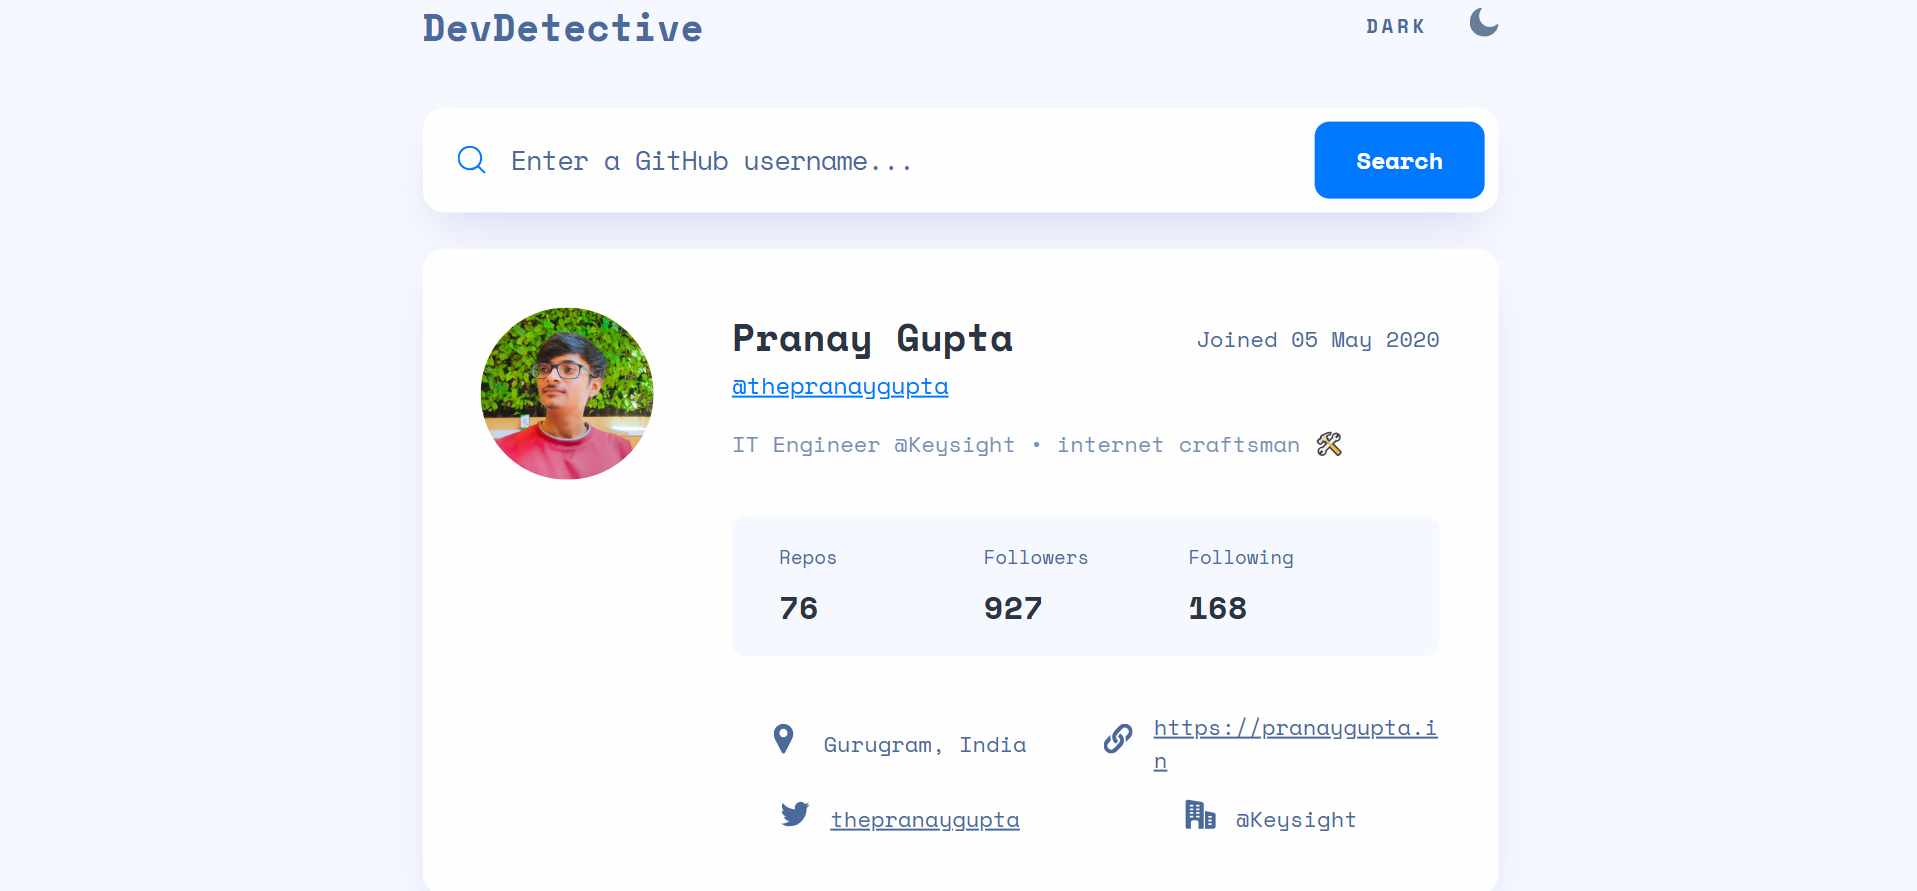 DevDetective
DARK
Enter a GitHub username...
Search
Pranay Gupta
Joined 05 May 2020
@thepranaygupta
IT Engineer @Keysight • internet craftsman 🛠
Repos
Followers
Following
76
927
168
Gurugram, India
https://pranaygupta.i
n
thepranaygupta
@Keysight